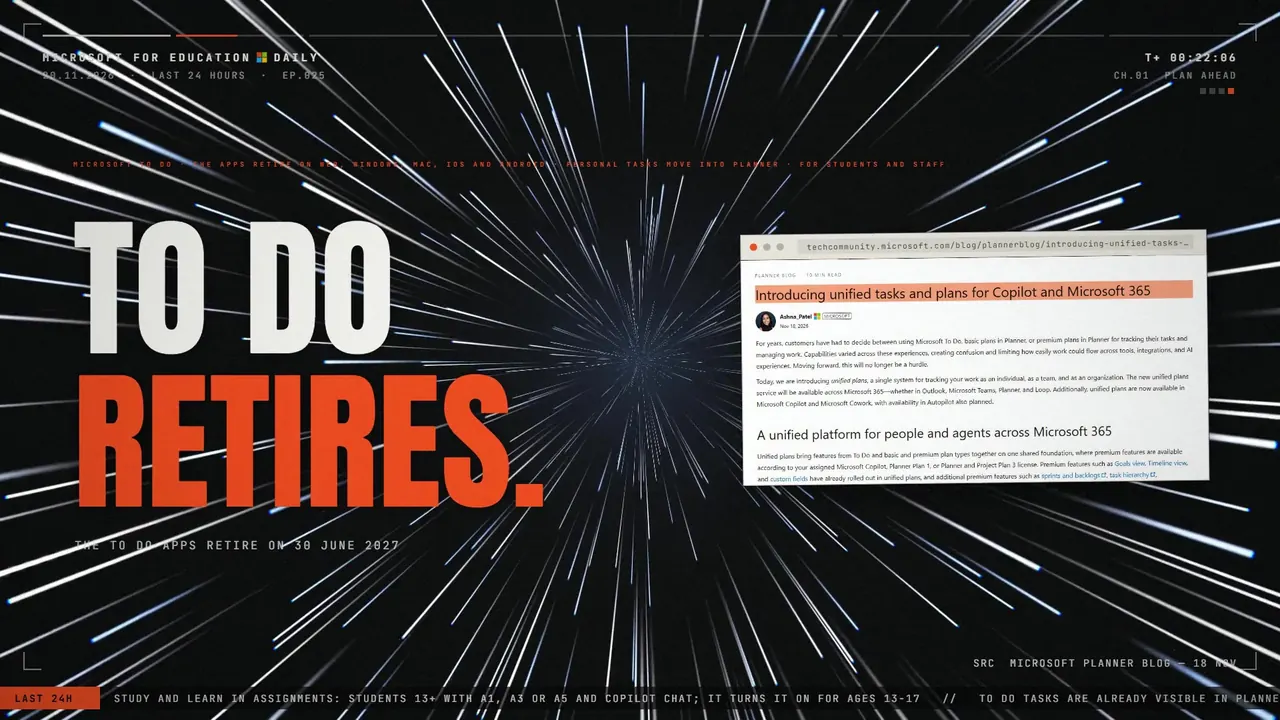 MICROSOFT FOR EDUCATION DAILY
20.11.2026 · LAST 24 HOURS · EP.025
T+ 00:22:06
CH.01 PLAN AHEAD
MICROSOFT TO DO · THE APPS RETIRE ON WEB, WINDOWS, MAC, IOS AND ANDROID · PERSONAL TASKS MOVE INTO PLANNER · FOR STUDENTS AND STAFF
TO DO
RETIRES.
THE TO DO APPS RETIRE ON 30 JUNE 2027
techcommunity.microsoft.com/blog/plannerblog/introducing-unified-tasks-…
PLANNER BLOG 10 MIN READ
Introducing unified tasks and plans for Copilot and Microsoft 365
Ashna_Patel MICROSOFT
Nov 18, 2026
For years, customers have had to decide between using Microsoft To Do, basic plans in Planner, or premium plans in Planner for tracking their tasks and
managing work. Capabilities varied across these experiences, creating confusion and limiting how easily work could flow across tools, integrations, and AI
experiences. Moving forward, this will no longer be a hurdle.
Today, we are introducing unified plans, a single system for tracking your work as an individual, as a team, and as an organization. The new unified plans
service will be available across Microsoft 365—whether in Outlook, Microsoft Teams, Planner, and Loop. Additionally, unified plans are now available in
Microsoft Copilot and Microsoft Cowork, with availability in Autopilot also planned.
A unified platform for people and agents across Microsoft 365
Unified plans bring features from To Do and basic and premium plan types together on one shared foundation, where premium features are available
according to your assigned Microsoft Copilot, Planner Plan 1, or Planner and Project Plan 3 license. Premium features such as Goals view, Timeline view,
and custom fields have already rolled out in unified plans, and additional premium features such as sprints and backlogs, task hierarchy,
SRC MICROSOFT PLANNER BLOG — 18 NOV
LAST 24H
STUDY AND LEARN IN ASSIGNMENTS: STUDENTS 13+ WITH A1, A3 OR A5 AND COPILOT CHAT; IT TURNS IT ON FOR AGES 13-17 // TO DO TASKS ARE ALREADY VISIBLE IN PLANNE